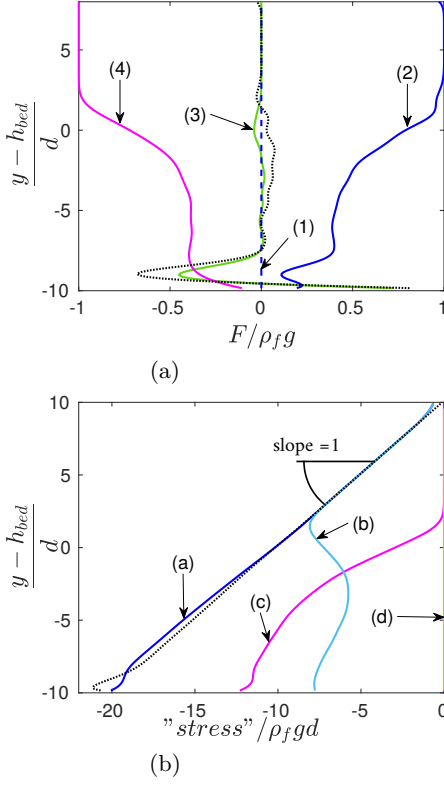 (4)
(2)
(3)
(1)
y − h_bed
d
0
-5
-10
-1
-0.5
0
0.5
1
F/ρ_f g
(a)
10
slope =1
5
y − h_bed
d
0
(b)
(a)
(c)
(d)
-5
-10
-20
-15
-10
-5
0
"stress"/ρ_f gd
(b)